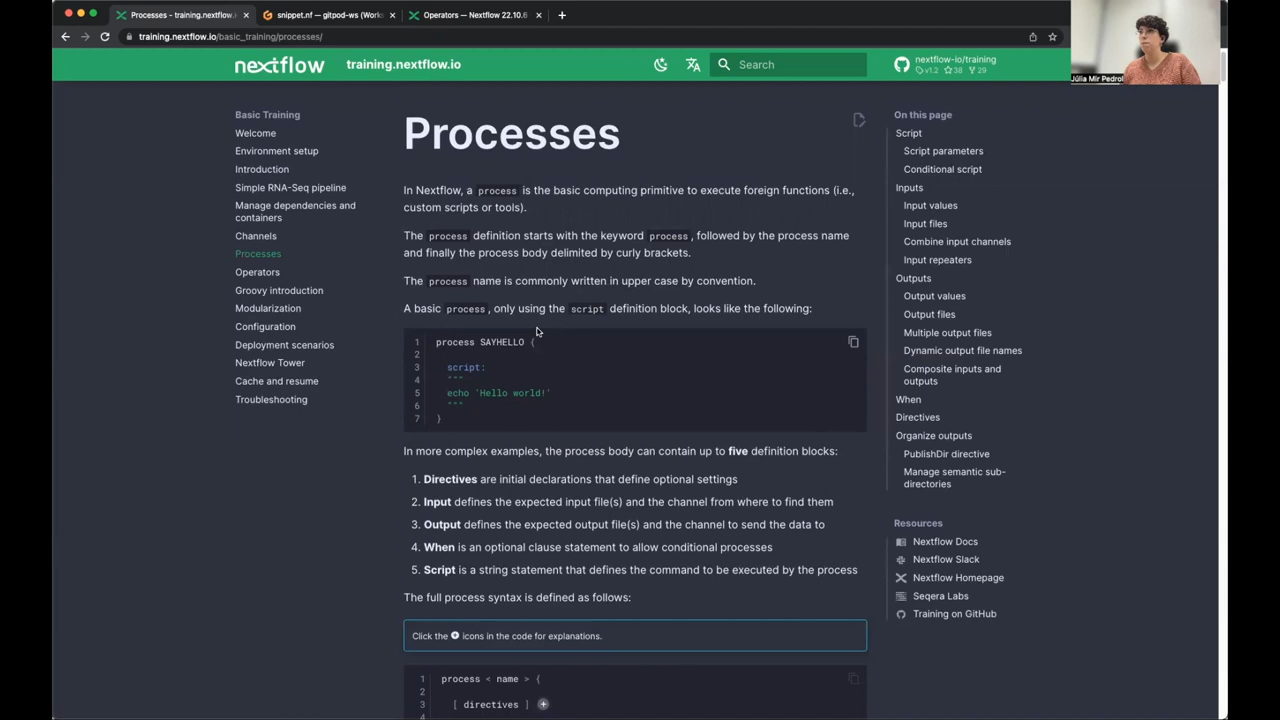 Processes - training.nextflow.
snippet.nf — gitpod-ws (Works
Operators — Nextflow 22.10.6
training.nextflow.io/basic_training/processes/
nextflow
training.nextflow.io
Search
nextflow-io/training
v1.2 38 29
Júlia Mir Pedrol
Basic Training
Welcome
Environment setup
Introduction
Simple RNA-Seq pipeline
Manage dependencies and
containers
Channels
Processes
Operators
Groovy introduction
Modularization
Configuration
Deployment scenarios
Nextflow Tower
Cache and resume
Troubleshooting
Processes
In Nextflow, a process is the basic computing primitive to execute foreign functions (i.e.,
custom scripts or tools).
The process definition starts with the keyword process, followed by the process name
and finally the process body delimited by curly brackets.
The process name is commonly written in upper case by convention.
A basic process, only using the script definition block, looks like the following:
1 process SAYHELLO {
2
3 script:
4 """
5 echo 'Hello world!'
6 """
7 }
In more complex examples, the process body can contain up to five definition blocks:
1. Directives are initial declarations that define optional settings
2. Input defines the expected input file(s) and the channel from where to find them
3. Output defines the expected output file(s) and the channel to send the data to
4. When is an optional clause statement to allow conditional processes
5. Script is a string statement that defines the command to be executed by the process
The full process syntax is defined as follows:
Click the + icons in the code for explanations.
1 process < name > {
2
3 [ directives ] +
4
On this page
Script
Script parameters
Conditional script
Inputs
Input values
Input files
Combine input channels
Input repeaters
Outputs
Output values
Output files
Multiple output files
Dynamic output file names
Composite inputs and
outputs
When
Directives
Organize outputs
PublishDir directive
Manage semantic sub-
directories
Resources
Nextflow Docs
Nextflow Slack
Nextflow Homepage
Seqera Labs
Training on GitHub